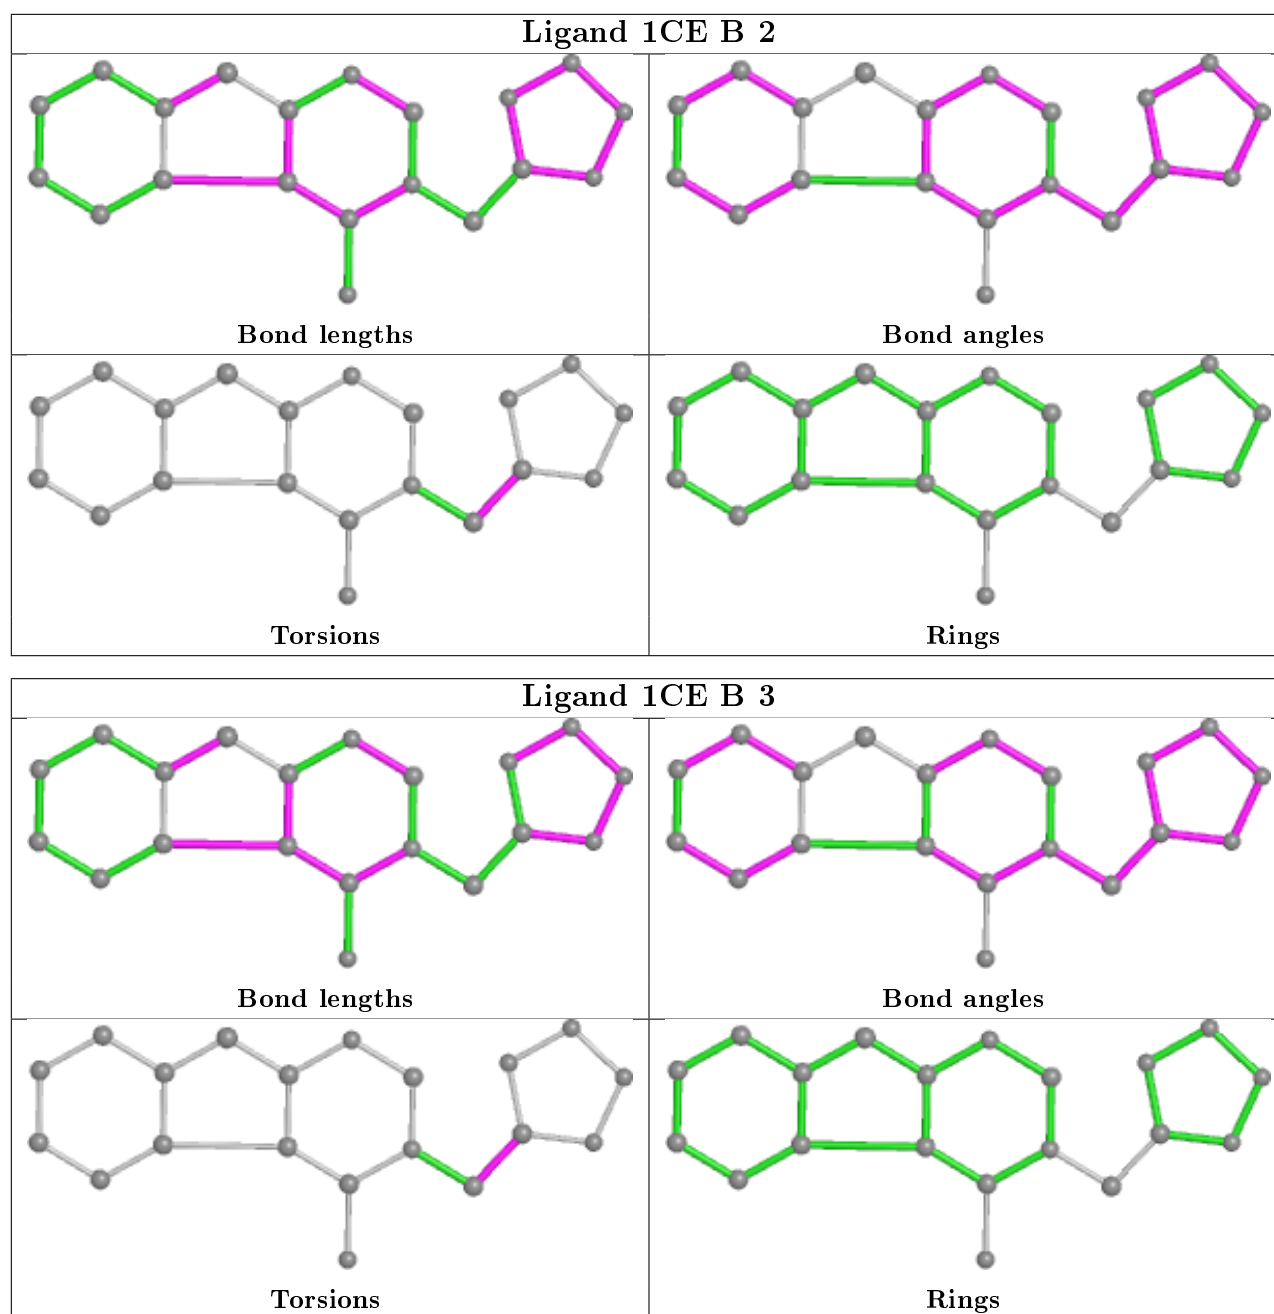 Ligand 1CE B 2
Bond lengths
Bond angles
Torsions
Rings
Ligand 1CE B 3
Bond lengths
Bond angles
Torsions
Rings